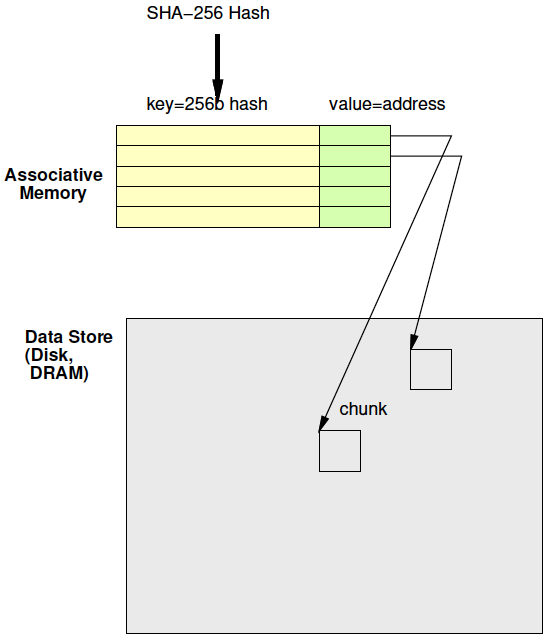 SHA−256 Hash
key=256b hash
value=address
Associative
Memory
Data Store
(Disk,
DRAM)
chunk